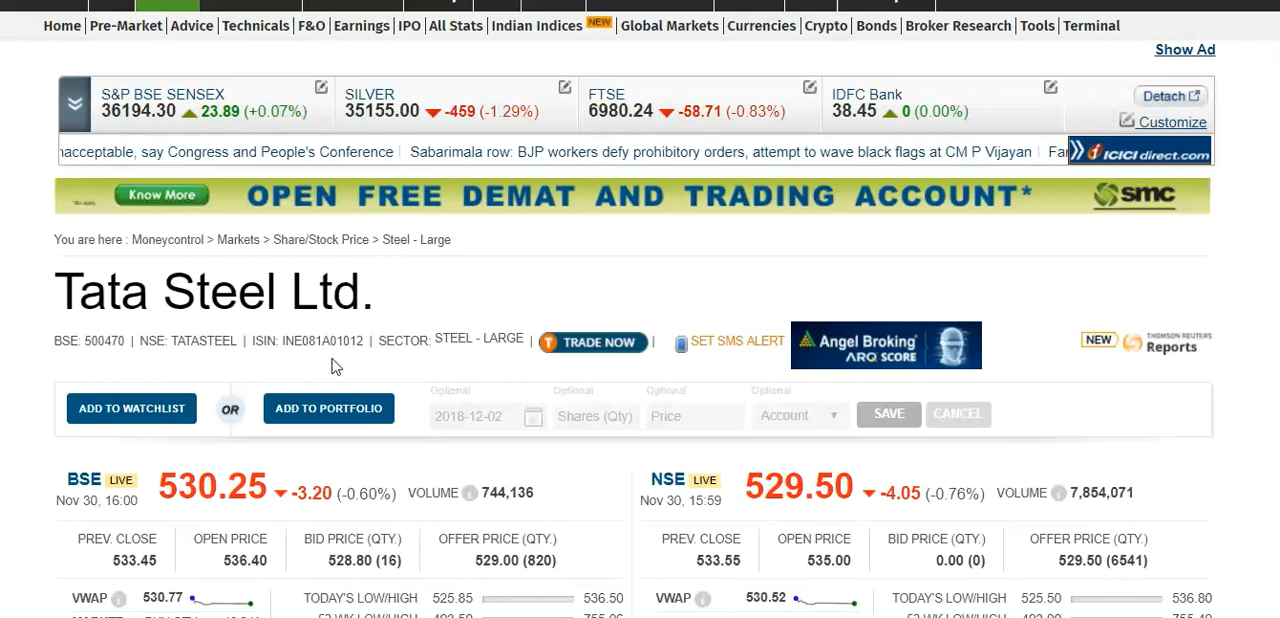 Home | Pre-Market | Advice | Technicals | F&O | Earnings | IPO | All Stats | Indian Indices NEW | Global Markets | Currencies | Crypto | Bonds | Broker Research | Tools | Terminal
Show Ad
S&P BSE SENSEX
36194.30 23.89 (+0.07%)
SILVER
35155.00 -459 (-1.29%)
FTSE
6980.24 -58.71 (-0.83%)
IDFC Bank
38.45 0 (0.00%)
Detach
Customize
acceptable, say Congress and People's Conference | Sabarimala row: BJP workers defy prohibitory orders, attempt to wave black flags at CM P Vijayan | Fa
ICICI direct.com
Know More OPEN FREE DEMAT AND TRADING ACCOUNT* smc
You are here : Moneycontrol > Markets > Share/Stock Price > Steel - Large
Tata Steel Ltd.
BSE: 500470 | NSE: TATASTEEL | ISIN: INE081A01012 | SECTOR: STEEL - LARGE | T TRADE NOW | SET SMS ALERT
Angel Broking
ARQ SCORE
NEW THOMSON REUTERS
Reports
Optional Optional Optional Optional
ADD TO WATCHLIST OR ADD TO PORTFOLIO 2018-12-02 Shares (Qty) Price Account SAVE CANCEL
BSE LIVE
Nov 30, 16:00
530.25 -3.20 (-0.60%) VOLUME 744,136
PREV. CLOSE OPEN PRICE BID PRICE (QTY.) OFFER PRICE (QTY.)
533.45 536.40 528.80 (16) 529.00 (820)
VWAP 530.77 TODAY'S LOW/HIGH 525.85 536.50
NSE LIVE
Nov 30, 15:59
529.50 -4.05 (-0.76%) VOLUME 7,854,071
PREV. CLOSE OPEN PRICE BID PRICE (QTY.) OFFER PRICE (QTY.)
533.55 535.00 0.00 (0) 529.50 (6541)
VWAP 530.52 TODAY'S LOW/HIGH 525.50 536.80